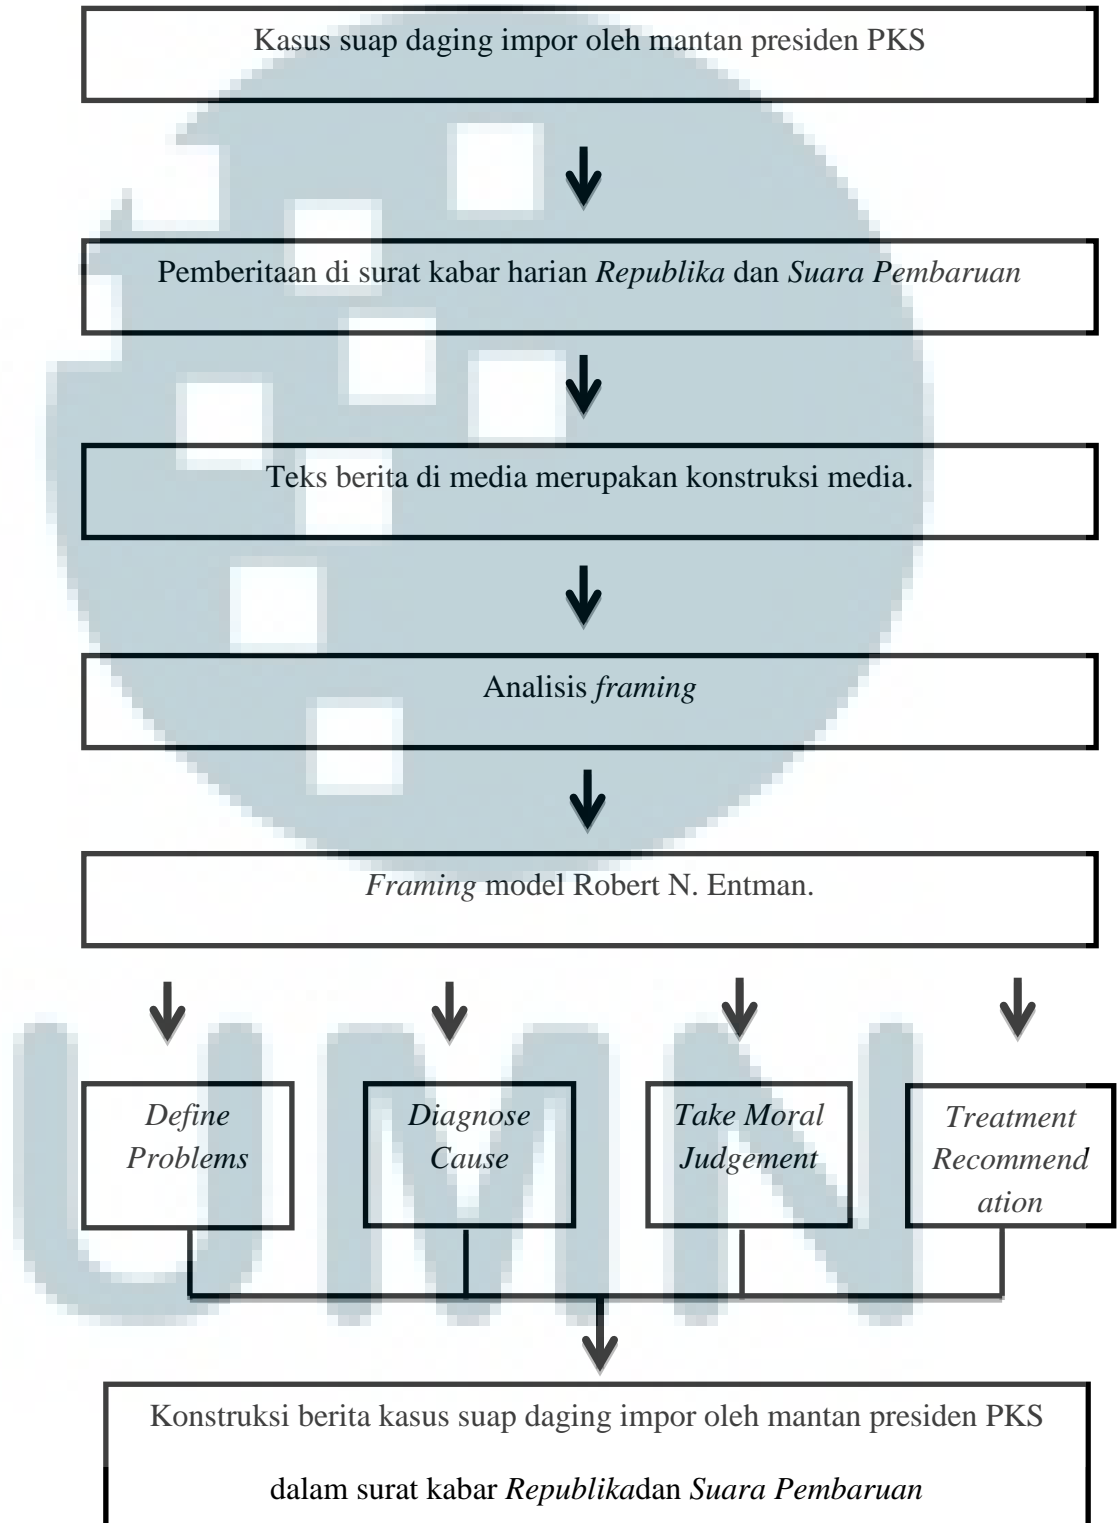 Kasus suap daging impor oleh mantan presiden PKS
Pemberitaan di surat kabar harian Republika dan Suara Pembaruan
Teks berita di media merupakan konstruksi media.
Analisis framing
Framing model Robert N. Entman.
Define
Problems
Diagnose
Cause
Take Moral
Judgement
Treatment
Recommend
ation
UMN
Konstruksi berita kasus suap daging impor oleh mantan presiden PKS
dalam surat kabar Republikadan Suara Pembaruan